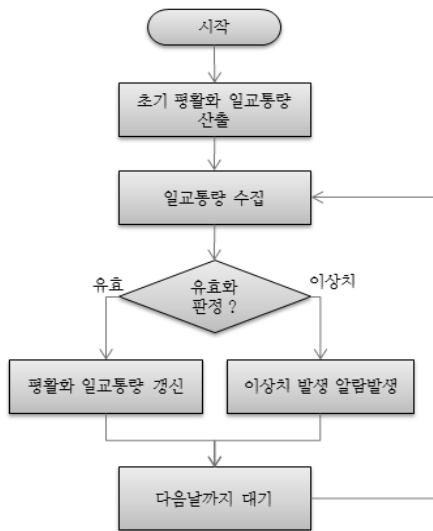 시작
초기 평활화 일교통량
산출
일교통량 수집
유효
유효화
판정 ?
이상치
평활화 일교통량 갱신
이상치 발생 알람발생
다음날까지 대기